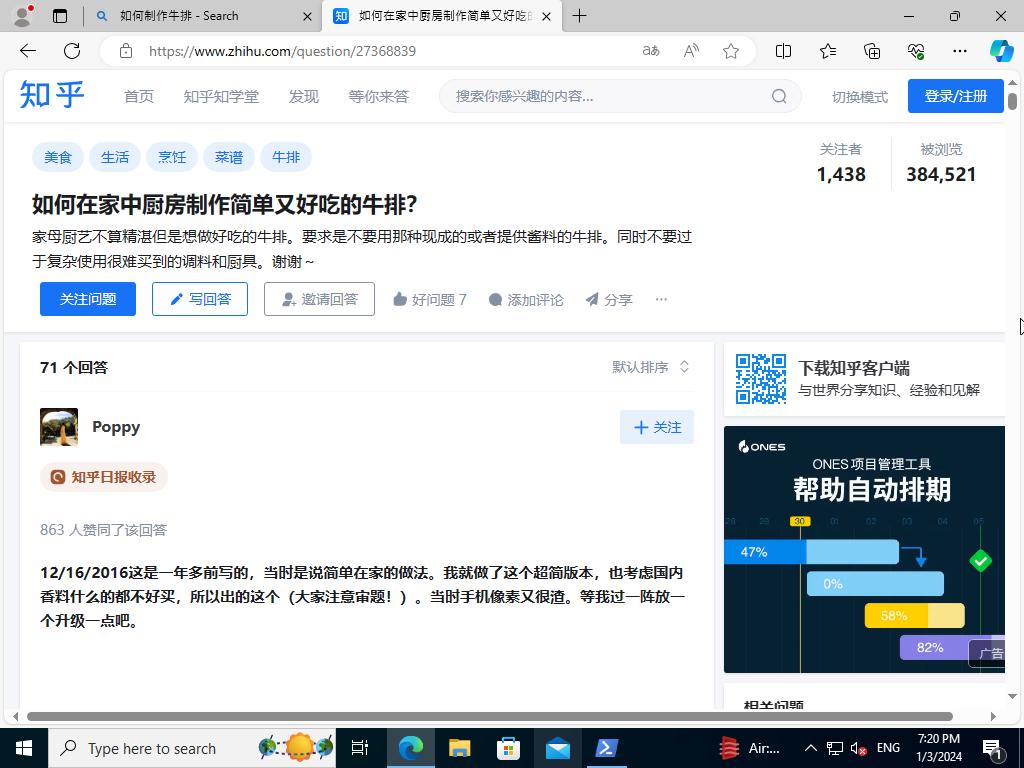 如何制作牛排 - Search
如何在家中厨房制作简单又好吃的
https://www.zhihu.com/question/27368839
知乎
首页 知乎知学堂 发现 等你来答
搜索你感兴趣的内容...
切换模式
登录/注册
美食 生活 烹饪 菜谱 牛排
关注者
1,438
被浏览
384,521
如何在家中厨房制作简单又好吃的牛排？
家母厨艺不算精湛但是想做好吃的牛排。要求是不要用那种现成的或者提供酱料的牛排。同时不要过
于复杂使用很难买到的调料和厨具。谢谢～
关注问题 写回答 邀请回答 好问题 7 添加评论 分享 ···
71 个回答
默认排序
Poppy
+ 关注
知乎日报收录
863 人赞同了该回答
12/16/2016这是一年多前写的，当时是说简单在家的做法。我就做了这个超简版本，也考虑国内
香料什么的都不好买，所以出的这个（大家注意审题！）。当时手机像素又很渣。等我过一阵放一
个升级一点吧。
下载知乎客户端
与世界分享知识、经验和见解
ONES
ONES 项目管理工具
帮助自动排期
28 29 30 01 02 03 04 05
47%
0%
58%
82%
广告
相关问题
Type here to search
Air:...
ENG
7:20 PM
1/3/2024
1